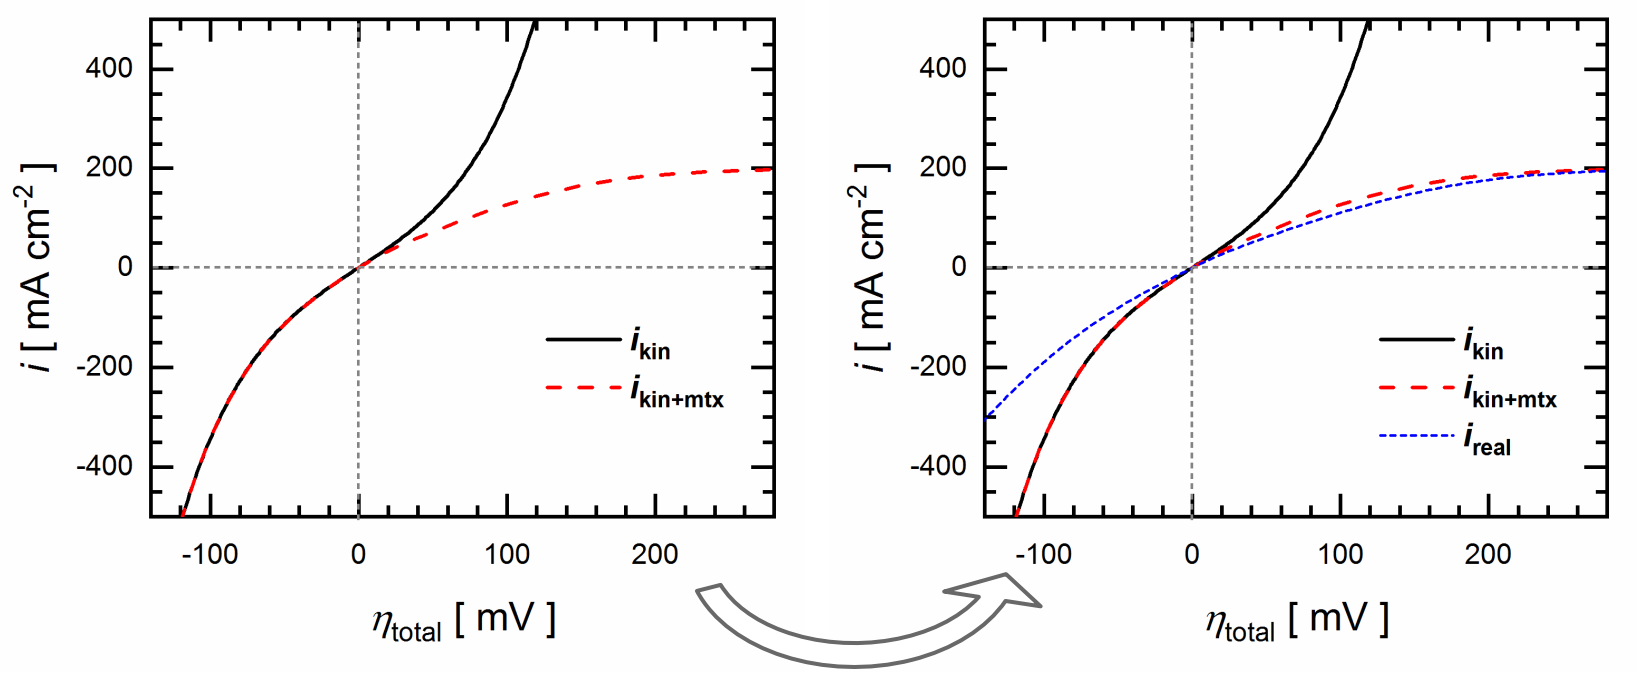 400
200
0
-200
-400
i [ mA cm-2 ]
ikin
ikin+mtx
-100 0 100 200
ηtotal [ mV ]
400
200
0
-200
-400
i [ mA cm-2 ]
ikin
ikin+mtx
ireal
-100 0 100 200
ηtotal [ mV ]